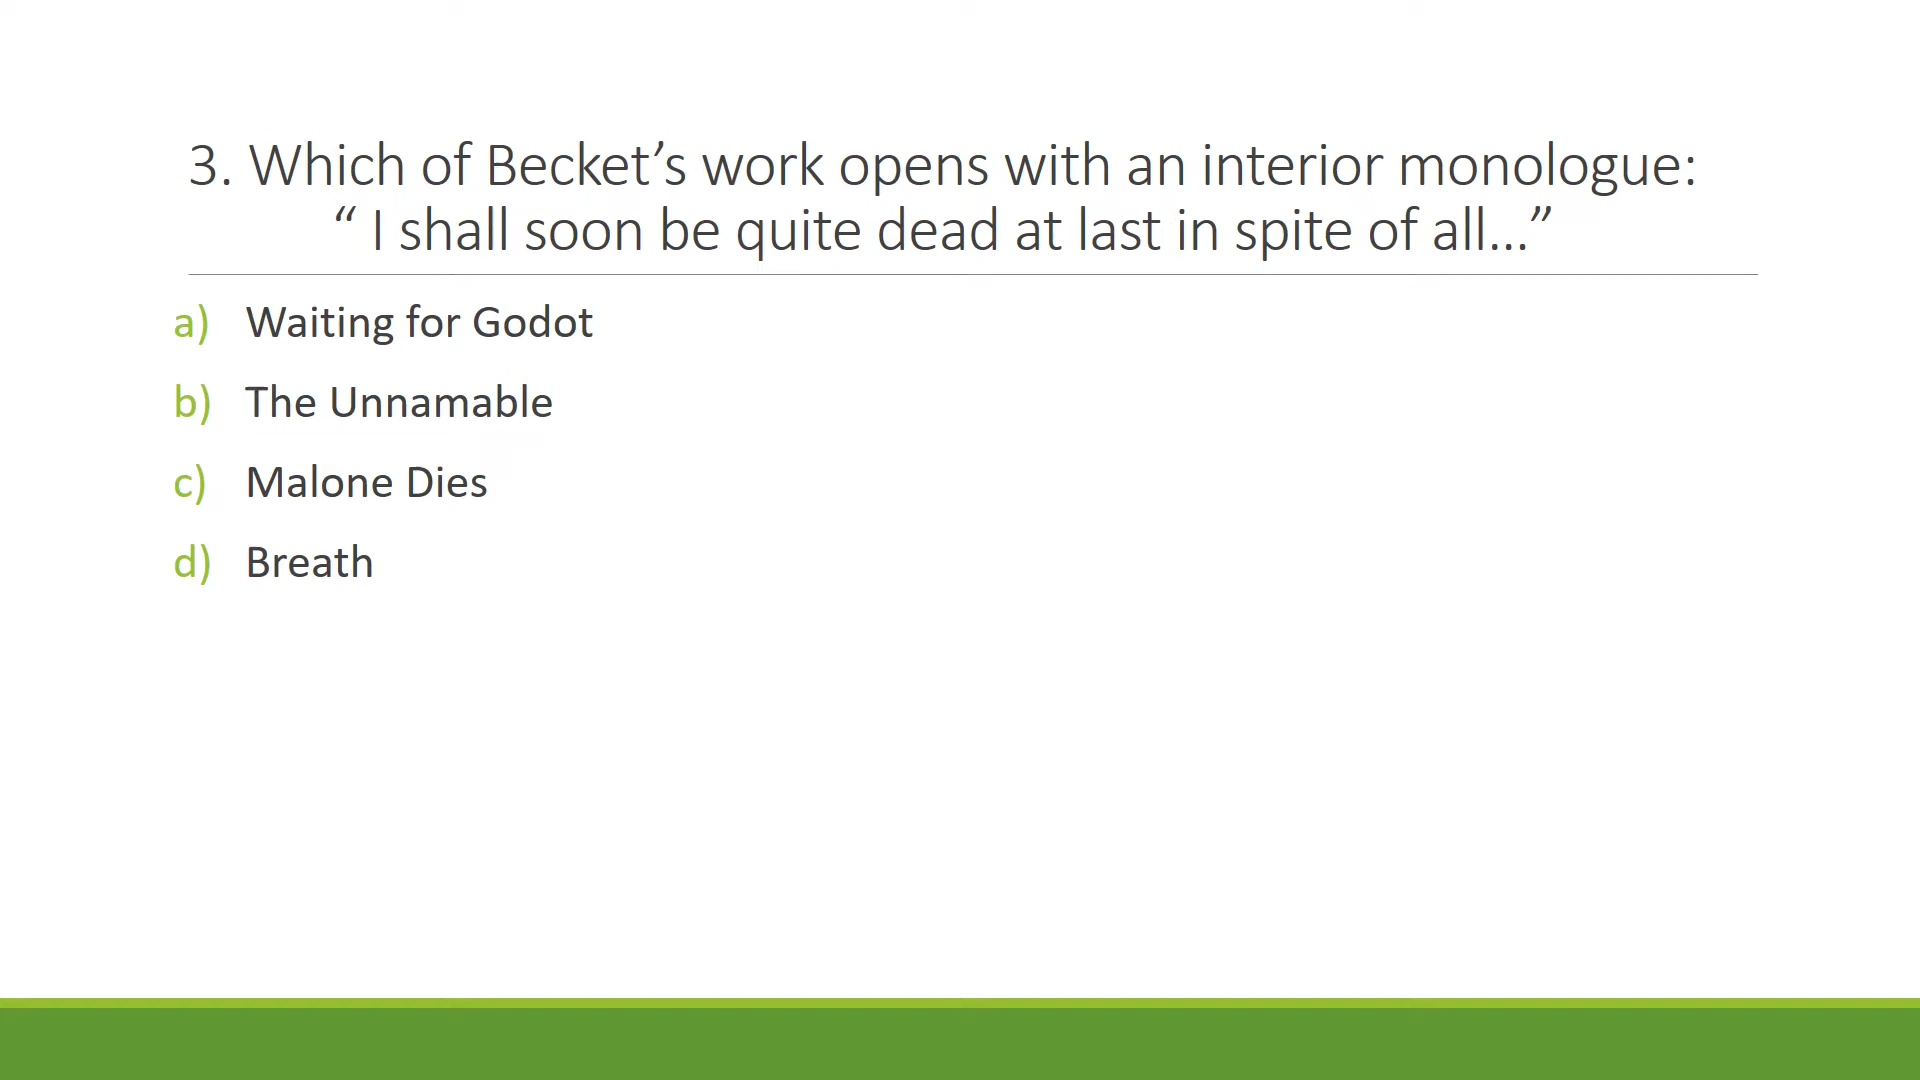 3. Which of Becket’s work opens with an interior monologue:
“ I shall soon be quite dead at last in spite of all…”
a) Waiting for Godot
b) The Unnamable
c) Malone Dies
d) Breath